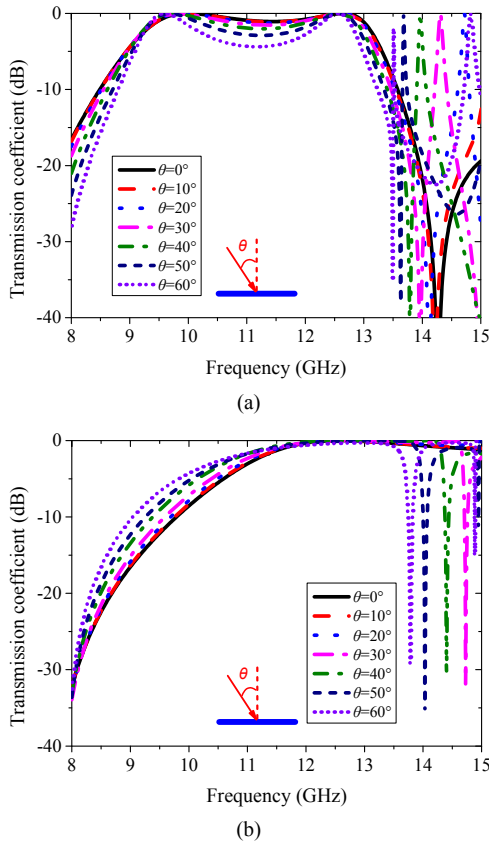 Transmission coefficient (dB)
0
-10
-20
-30
-40
θ=0°
θ=10°
θ=20°
θ=30°
θ=40°
θ=50°
θ=60°
θ
8 9 10 11 12 13 14 15
Frequency (GHz)
(a)
Transmission coefficient (dB)
0
-10
-20
-30
-40
θ=0°
θ=10°
θ=20°
θ=30°
θ=40°
θ=50°
θ=60°
θ
8 9 10 11 12 13 14 15
Frequency (GHz)
(b)